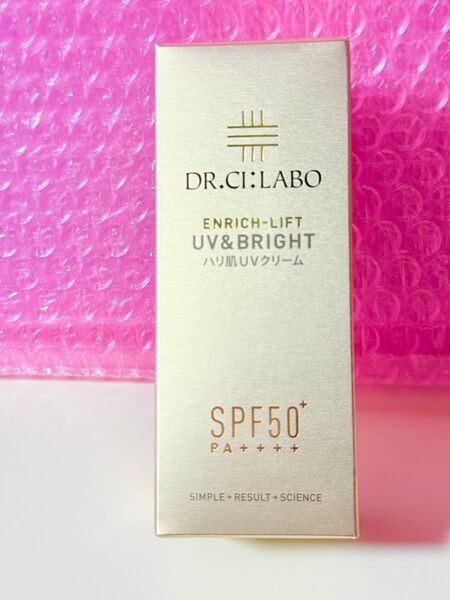 DR.CI:LABO
ENRICH-LIFT
UV&BRIGHT
ハリ肌UVクリーム
SPF50+
PA++++
SIMPLE+RESULT+SCIENCE